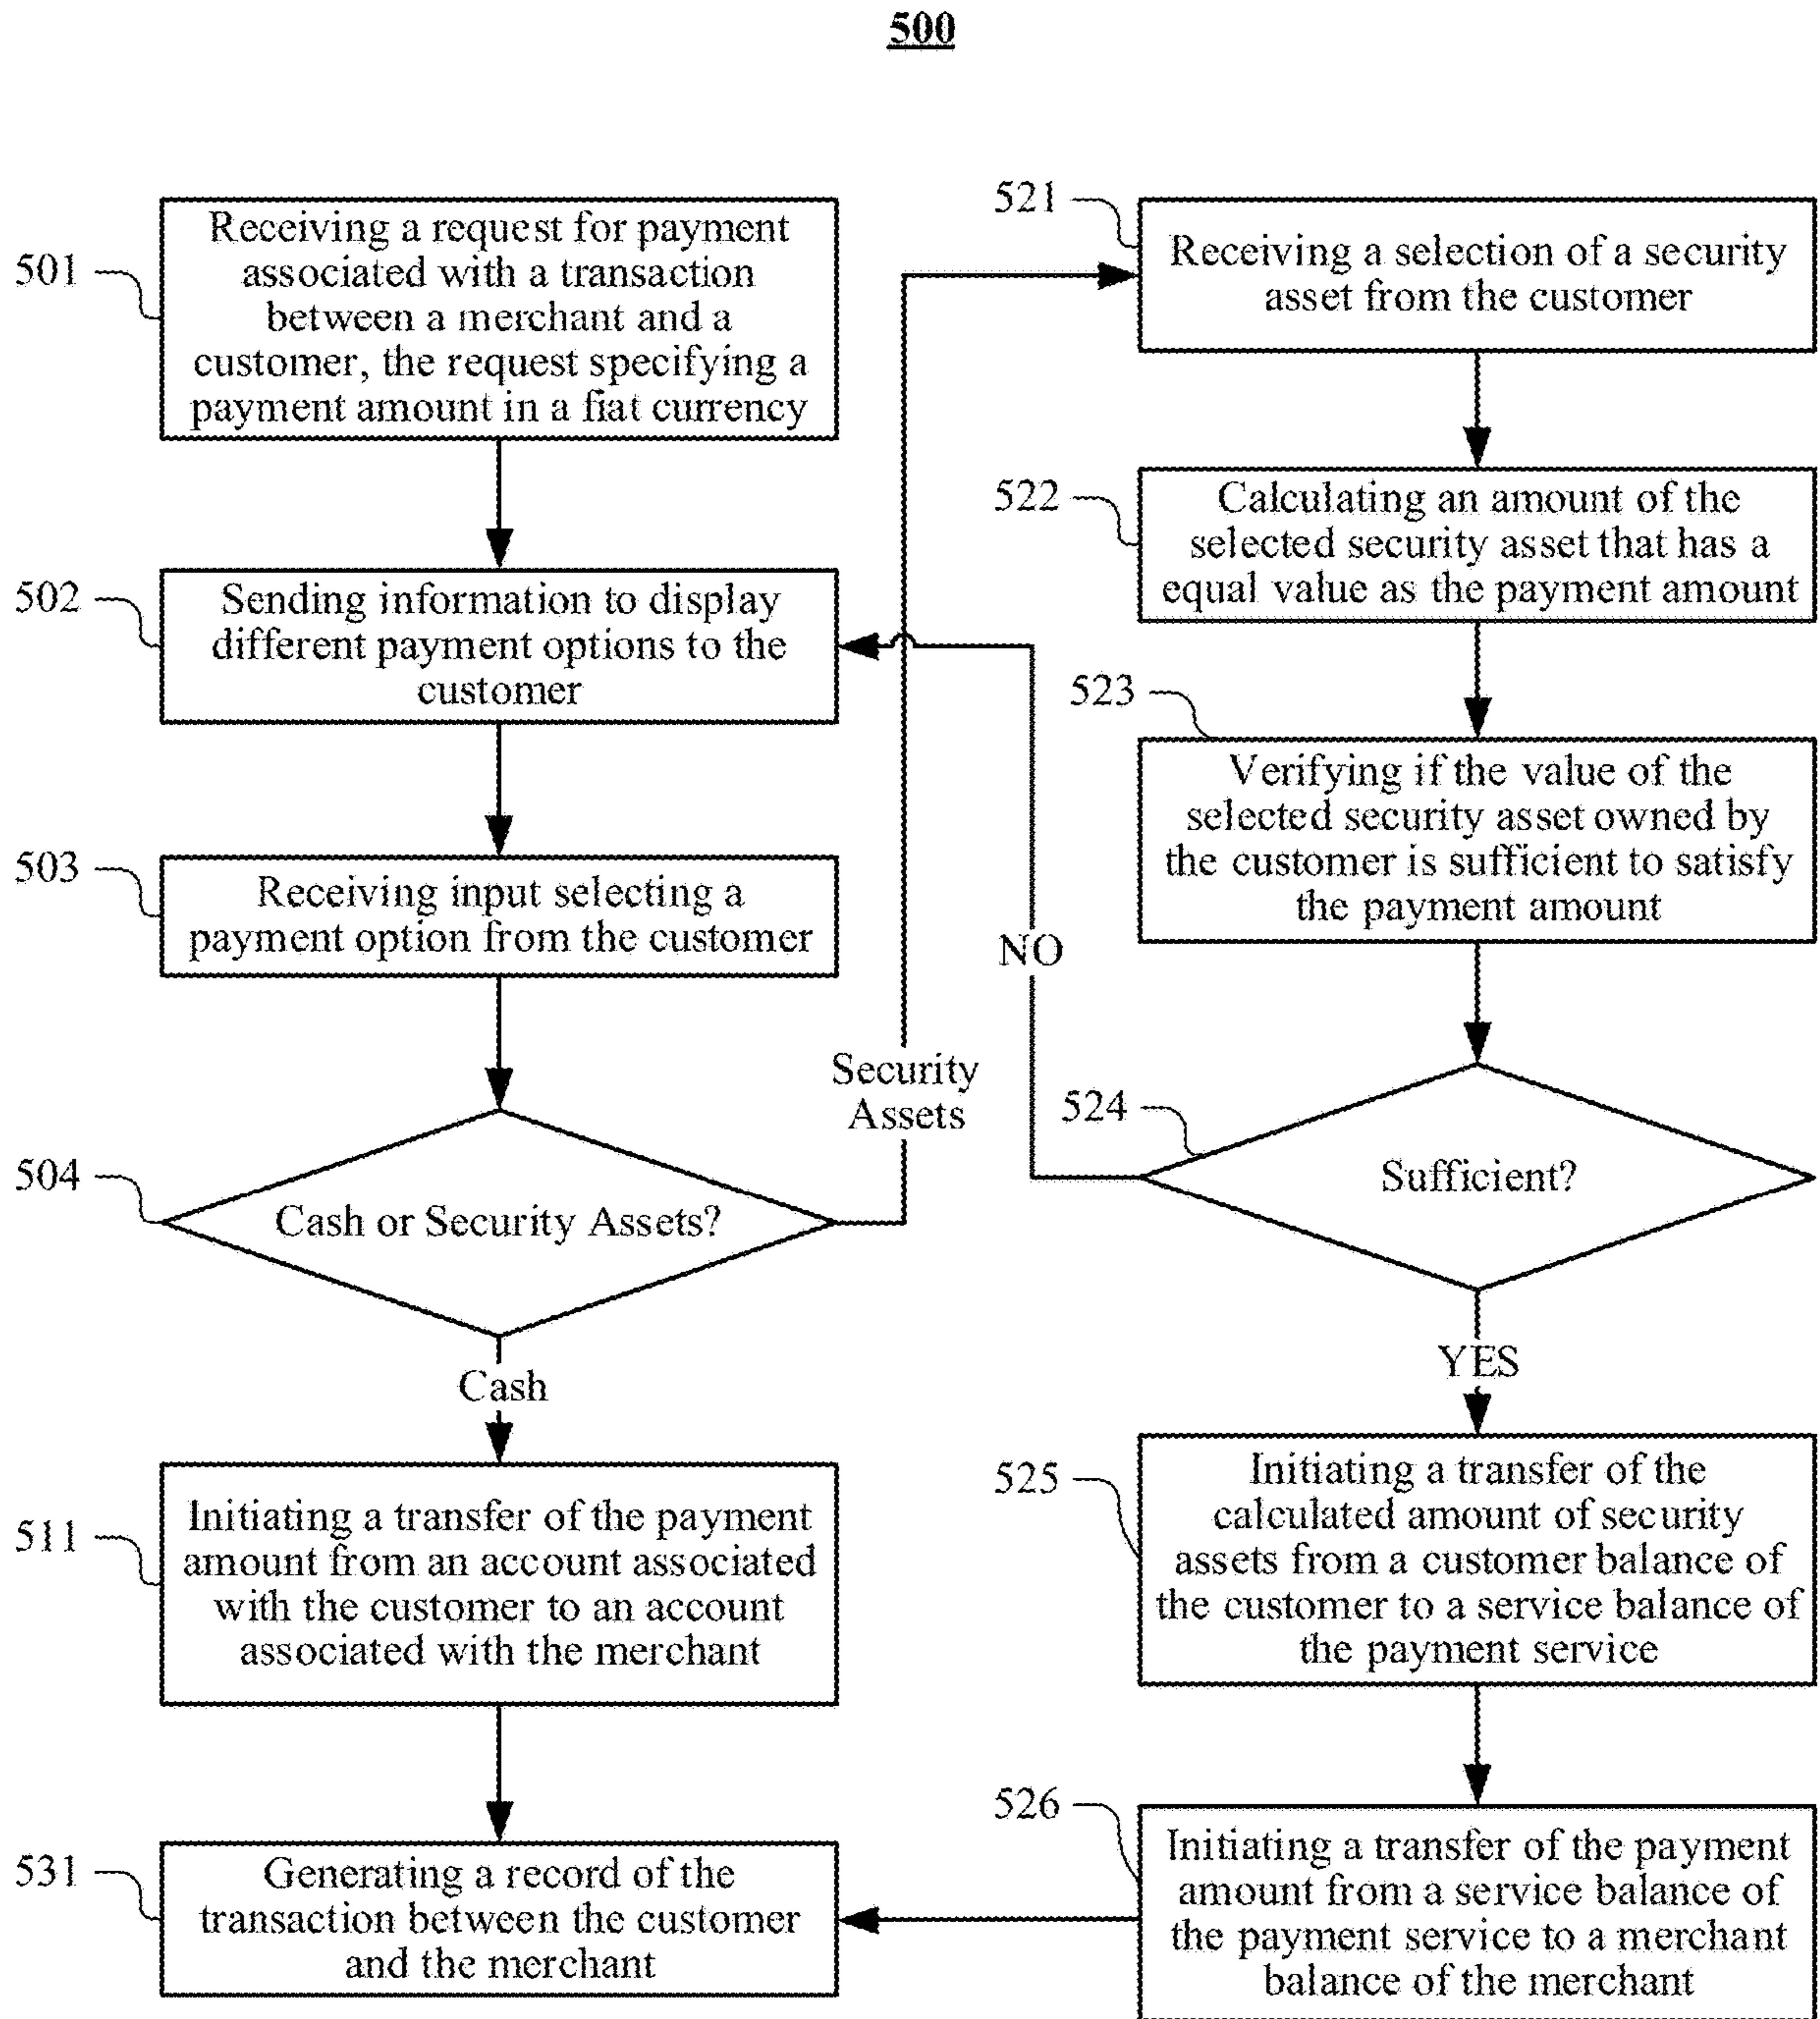 500
501
Receiving a request for payment
associated with a transaction
between a merchant and a
customer, the request specifying a
payment amount in a fiat currency
502
Sending information to display
different payment options to the
customer
503
Receiving input selecting a
payment option from the customer
504
Cash or Security Assets?
Security
Assets
Cash
511
Initiating a transfer of the payment
amount from an account associated
with the customer to an account
associated with the merchant
531
Generating a record of the
transaction between the customer
and the merchant
521
Receiving a selection of a security
asset from the customer
522
Calculating an amount of the
selected security asset that has a
equal value as the payment amount
523
Verifying if the value of the
selected security asset owned by
the customer is sufficient to satisfy
the payment amount
NO
524
Sufficient?
YES
525
Initiating a transfer of the
calculated amount of security
assets from a customer balance of
the customer to a service balance of
the payment service
526
Initiating a transfer of the payment
amount from a service balance of
the payment service to a merchant
balance of the merchant